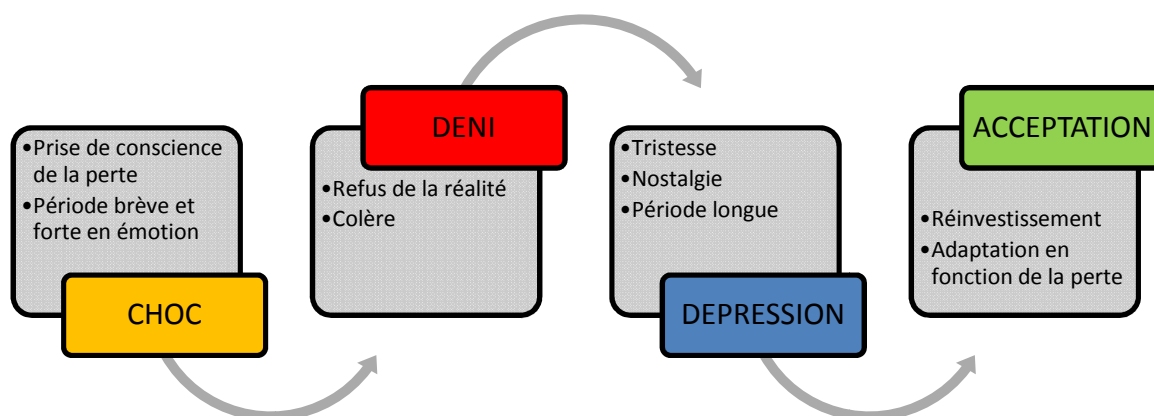 •Prise de conscience
de la perte
•Période brève et
forte en émotion
CHOC
DENI
•Refus de la réalité
•Colère
•Tristesse
•Nostalgie
•Période longue
DEPRESSION
ACCEPTATION
•Réinvestissement
•Adaptation en
fonction de la perte